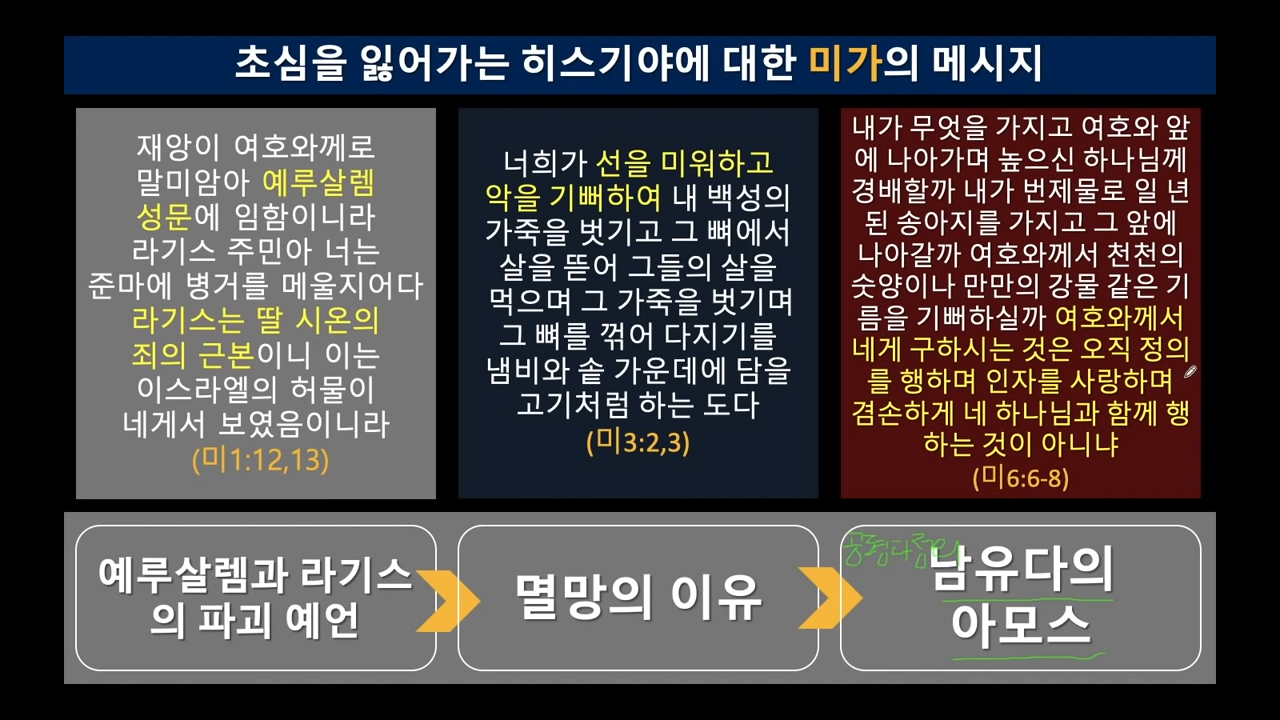 초심을 잃어가는 히스기야에 대한 미가의 메시지
재앙이 여호와께로
말미암아 예루살렘
성문에 임함이니라
라기스 주민아 너는
준마에 병거를 메울지어다
라기스는 딸 시온의
죄의 근본이니 이는
이스라엘의 허물이
네게서 보였음이니라
(미1:12,13)
너희가 선을 미워하고
악을 기뻐하여 내 백성의
가죽을 벗기고 그 뼈에서
살을 뜯어 그들의 살을
먹으며 그 가죽을 벗기며
그 뼈를 꺾어 다지기를
냄비와 솥 가운데에 담을
고기처럼 하는 도다
(미3:2,3)
내가 무엇을 가지고 여호와 앞
에 나아가며 높으신 하나님께
경배할까 내가 번제물로 일 년
된 송아지를 가지고 그 앞에
나아갈까 여호와께서 천천의
숫양이나 만만의 강물 같은 기
름을 기뻐하실까 여호와께서
네게 구하시는 것은 오직 정의
를 행하며 인자를 사랑하며
겸손하게 네 하나님과 함께 행
하는 것이 아니냐
(미6:6-8)
예루살렘과 라기스
의 파괴 예언
멸망의 이유
남유다의
아모스